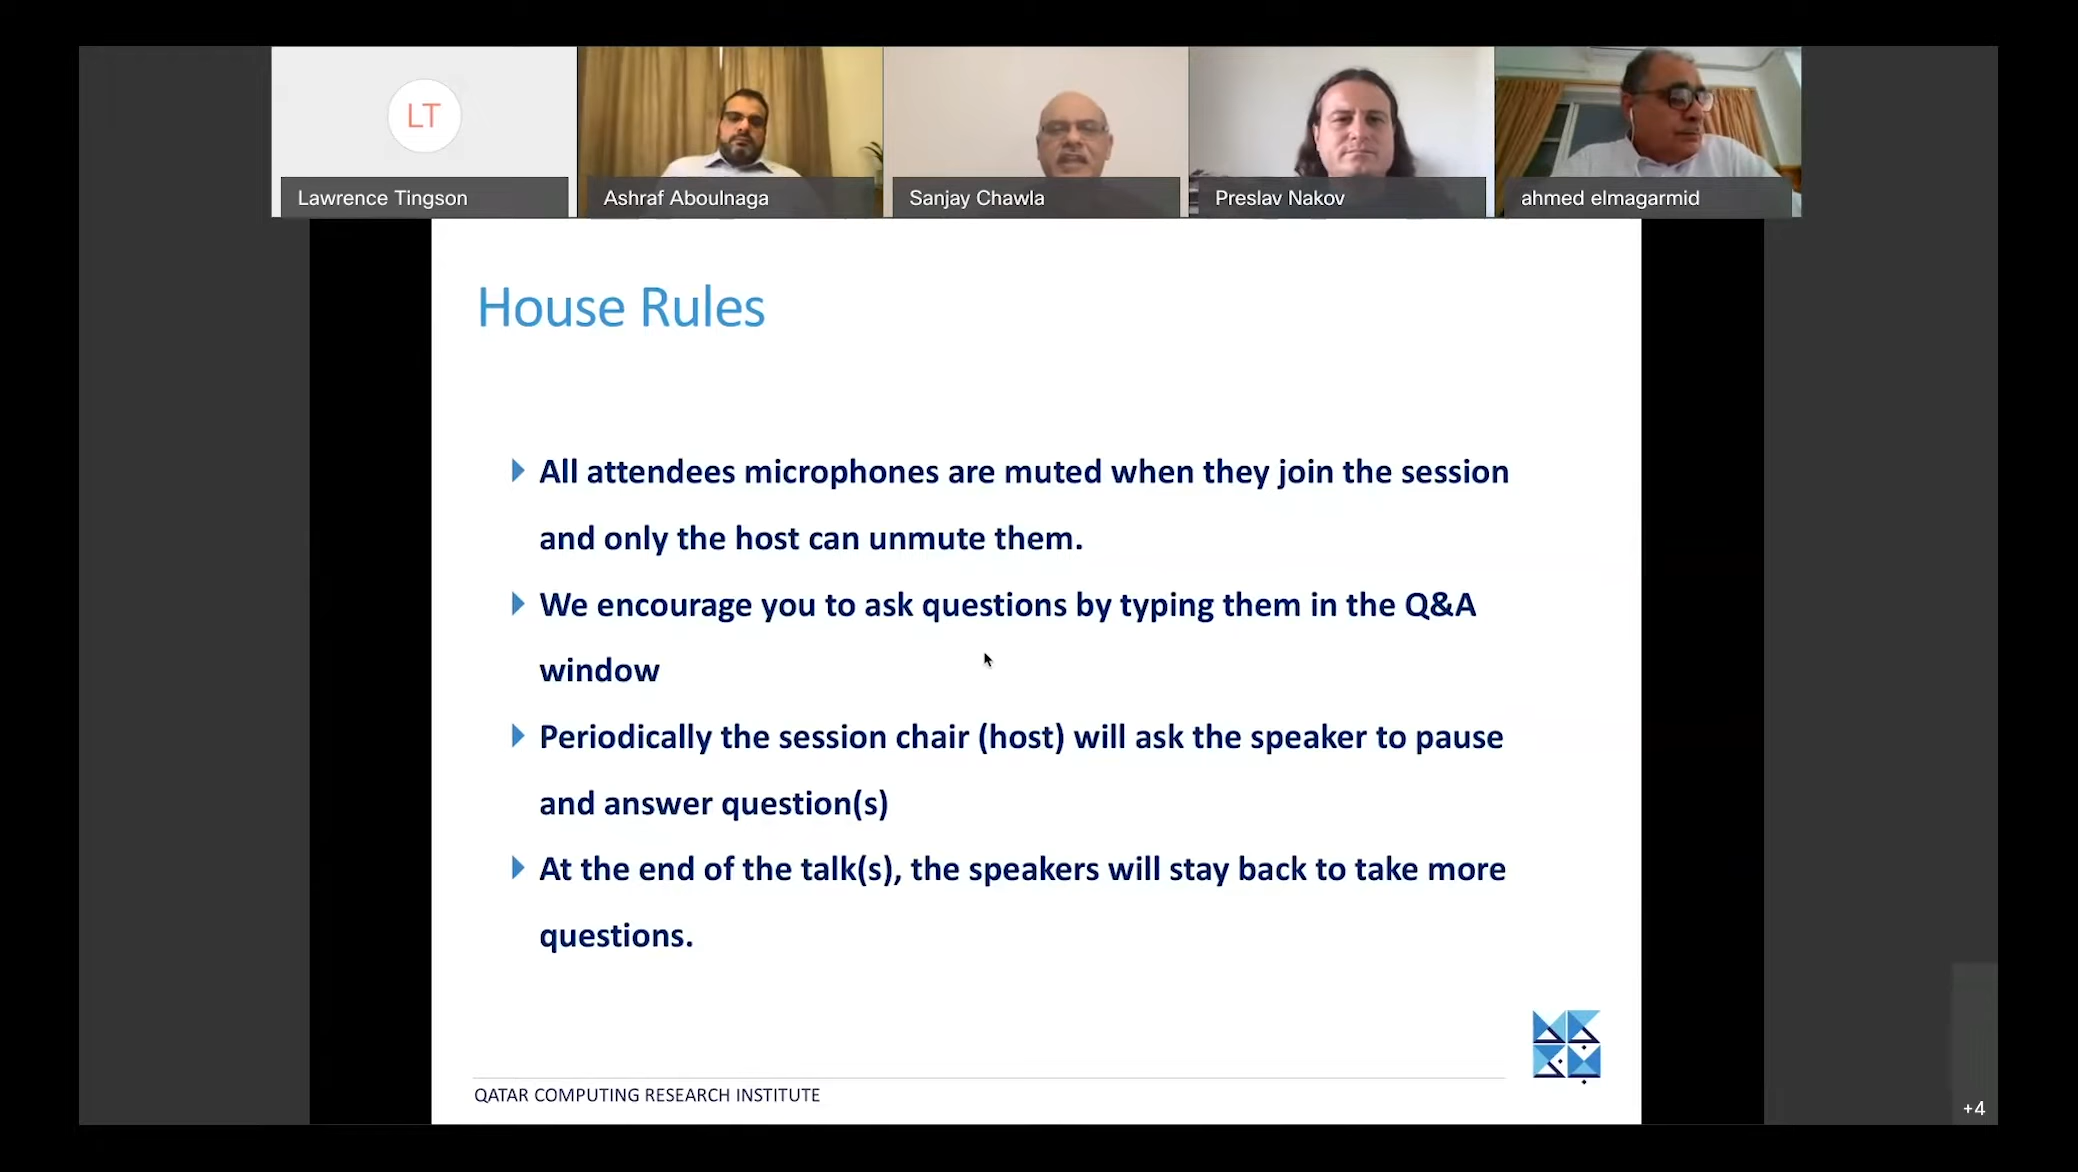 LT
Lawrence Tingson
Ashraf Aboulnaga
Sanjay Chawla
Preslav Nakov
ahmed elmagarmid
House Rules
All attendees microphones are muted when they join the session
and only the host can unmute them.
We encourage you to ask questions by typing them in the Q&A
window
Periodically the session chair (host) will ask the speaker to pause
and answer question(s)
At the end of the talk(s), the speakers will stay back to take more
questions.
QATAR COMPUTING RESEARCH INSTITUTE
+4